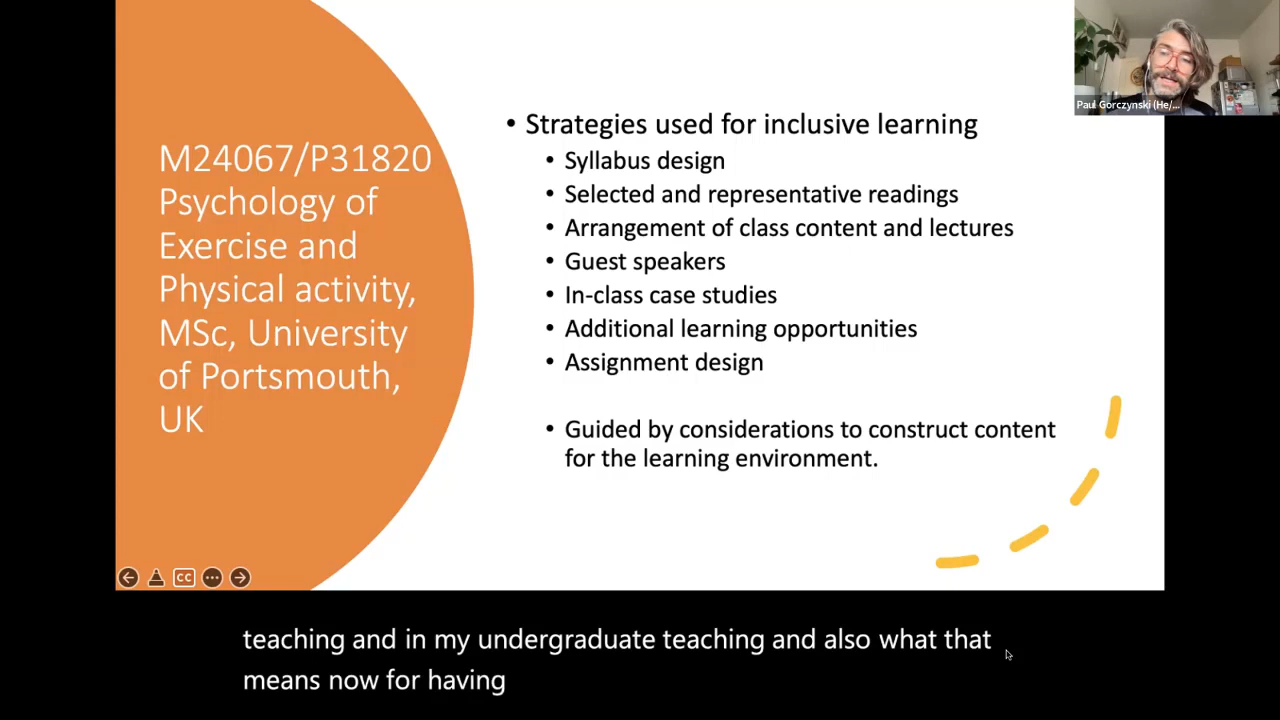 M24067/P31820
Psychology of
Exercise and
Physical activity,
MSc, University
of Portsmouth,
UK
• Strategies used for inclusive learning
• Syllabus design
• Selected and representative readings
• Arrangement of class content and lectures
• Guest speakers
• In-class case studies
• Additional learning opportunities
• Assignment design
• Guided by considerations to construct content
for the learning environment.
Paul Gorczynski (He/...
CC
teaching and in my undergraduate teaching and also what that
means now for having